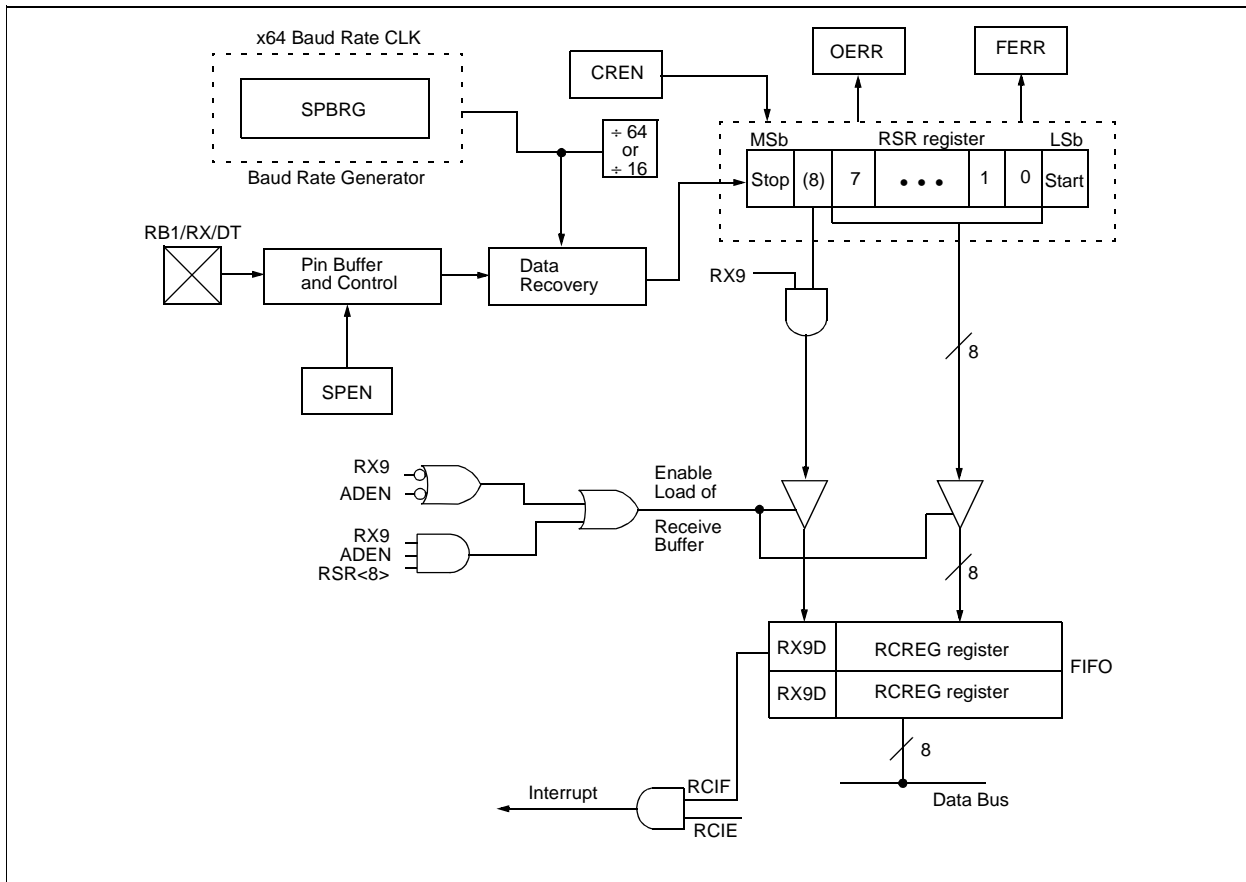 x64 Baud Rate CLK
SPBRG
Baud Rate Generator
CREN
OERR
FERR
÷ 64
or
÷ 16
MSb
RSR register
LSb
Stop
(8)
7
• • •
1
0
Start
RB1/RX/DT
Pin Buffer
and Control
Data
Recovery
RX9
SPEN
8
RX9
ADEN
Enable
Load of
Receive
Buffer
RX9
ADEN
RSR<8>
8
RX9D
RCREG register
RX9D
RCREG register
FIFO
8
Data Bus
Interrupt
RCIF
RCIE